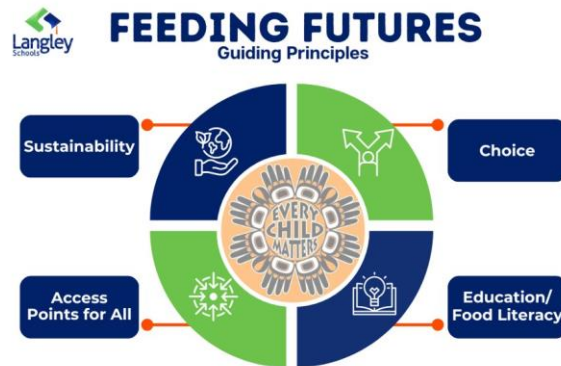 Langley
Schools
FEEDING FUTURES
Guiding Principles
Sustainability
Choice
EVERY
CHILD
MATTERS
Access
Points for All
Education/
Food Literacy